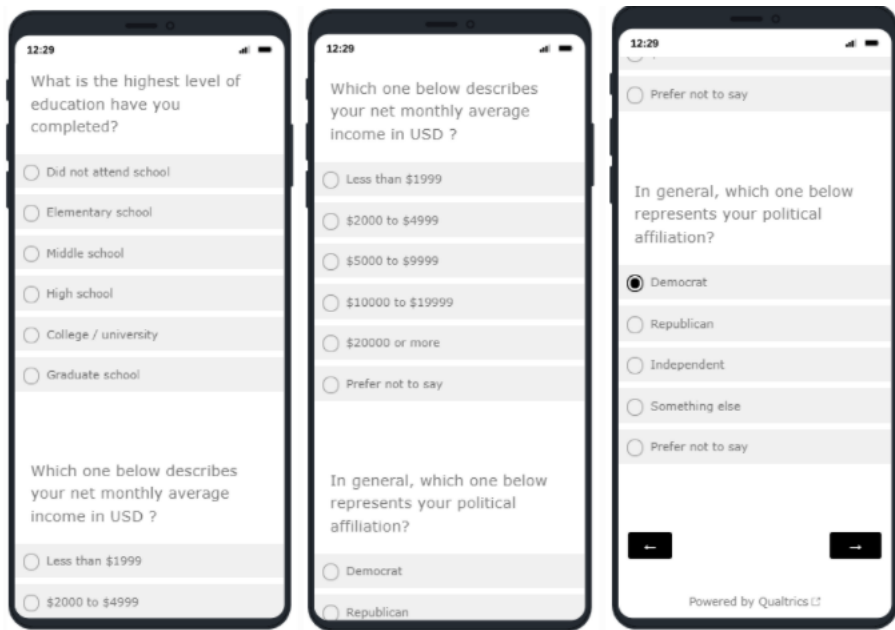 12:29
What is the highest level of
education have you
completed?
Did not attend school
Elementary school
Middle school
High school
College / university
Graduate school
Which one below describes
your net monthly average
income in USD ?
Less than $1999
$2000 to $4999
12:29
Which one below describes
your net monthly average
income in USD ?
Less than $1999
$2000 to $4999
$5000 to $9999
$10000 to $19999
$20000 or more
Prefer not to say
In general, which one below
represents your political
affiliation?
Democrat
Republican
12:29
Prefer not to say
In general, which one below
represents your political
affiliation?
Democrat
Republican
Independent
Something else
Prefer not to say
← →
Powered by Qualtrics